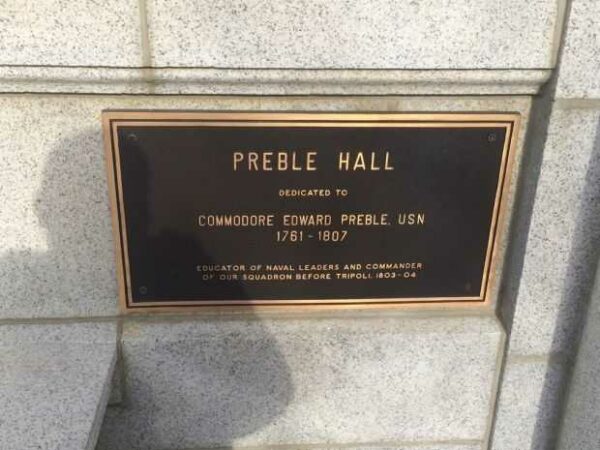 PREBLE HALL
DEDICATED TO
COMMODORE EDWARD PREBLE, USN
1761 - 1807
EDUCATOR OF NAVAL LEADERS AND COMMANDER
OF OUR SQUADRON BEFORE TRIPOLI, 1803-04